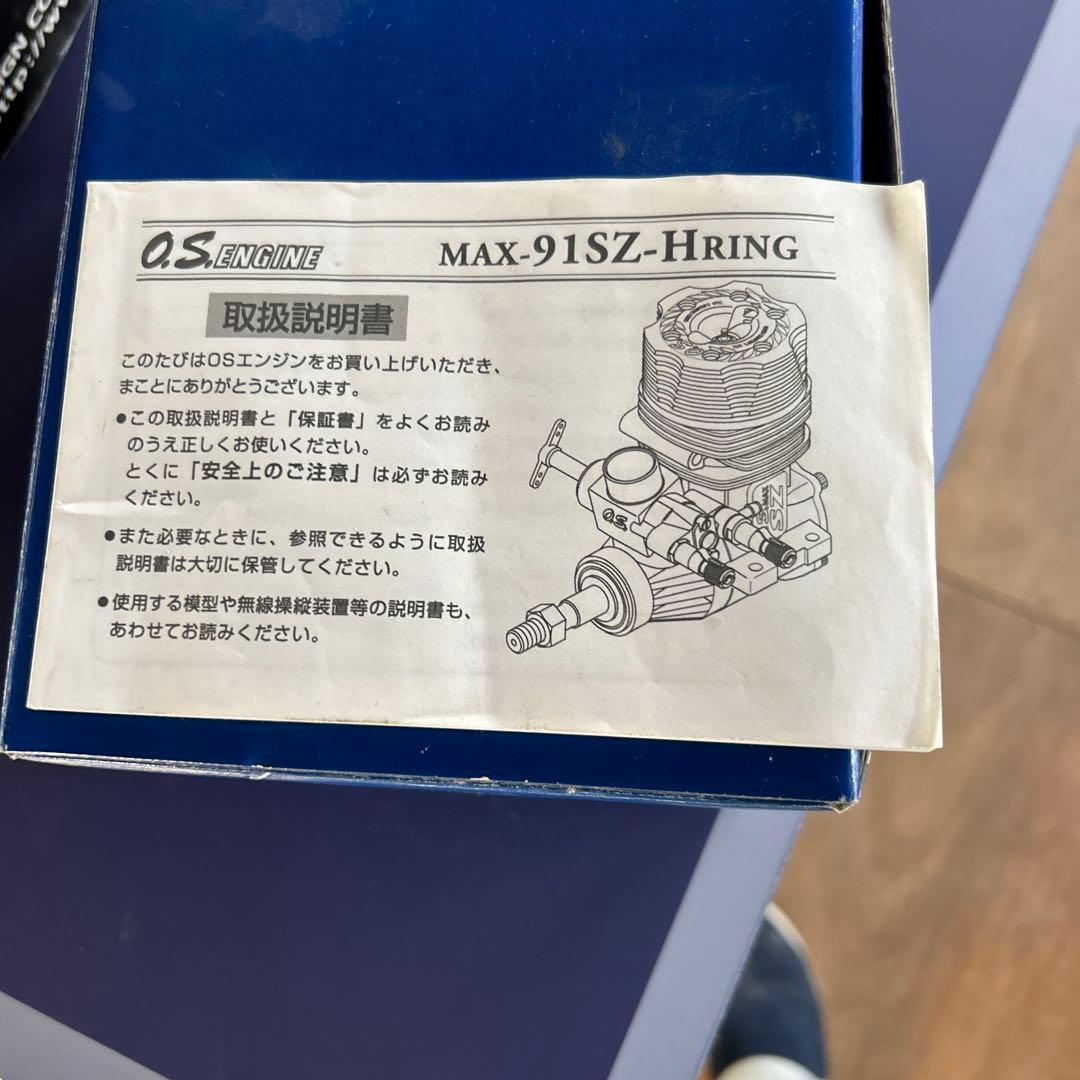 IGN CO
http://w
O.S.ENGINE
MAX-91SZ-HRING
取扱説明書
このたびはOSエンジンをお買い上げいただき、
まことにありがとうございます。
●この取扱説明書と「保証書」をよくお読み
のうえ正しくお使いください。
とくに「安全上のご注意」は必ずお読み
ください。
●また必要なときに、参照できるように取扱
説明書は大切に保管してください。
●使用する模型や無線操縦装置等の説明書も、
あわせてお読みください。
O.S.
MAX
SZ